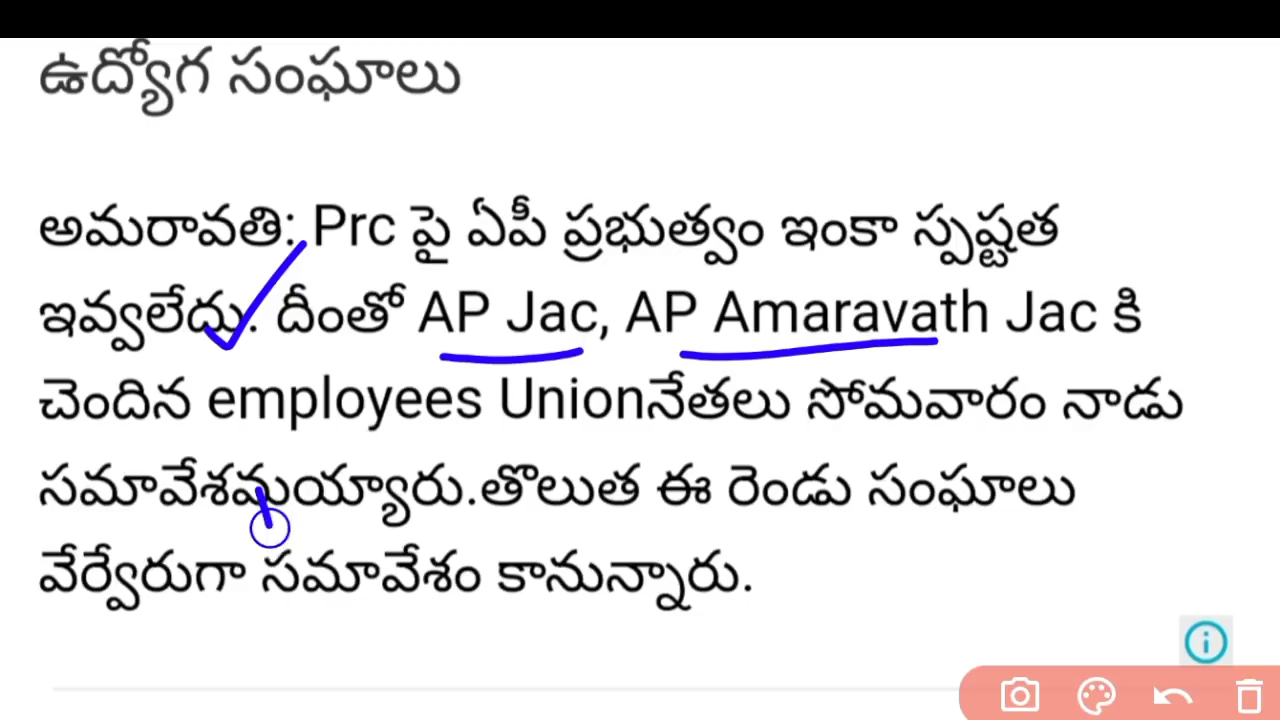 ఉద్యోగ సంఘాలు
అమరావతి: Prc పై ఏపీ ప్రభుత్వం ఇంకా స్పష్టత
ఇవ్వలేదు. దీంతో AP Jac, AP Amaravath Jac కి
చెందిన employees Unionనేతలు సోమవారం నాడు
సమావేశమయ్యారు.తొలుత ఈ రెండు సంఘాలు
వేర్వేరుగా సమావేశం కానున్నారు.